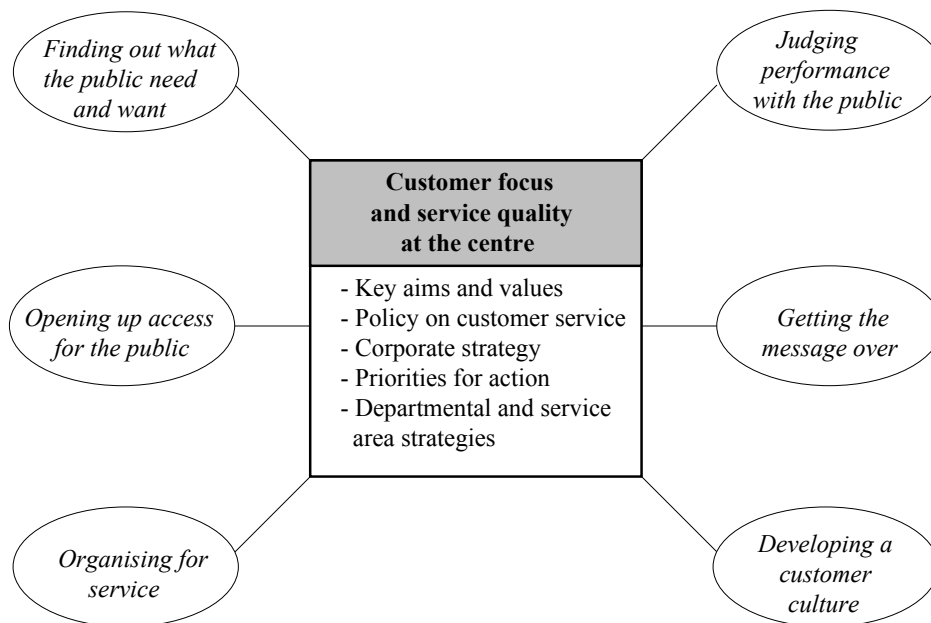 Finding out what
the public need
and want
Judging
performance
with the public
Customer focus
and service quality
at the centre
- Key aims and values
- Policy on customer service
- Corporate strategy
- Priorities for action
- Departmental and service
area strategies
Opening up access
for the public
Getting the
message over
Organising for
service
Developing a
customer
culture